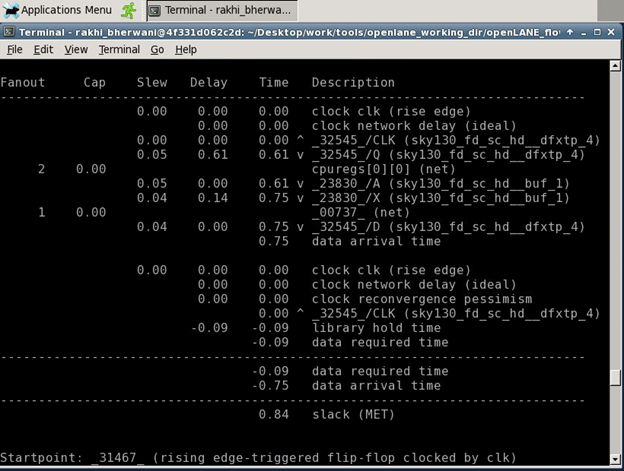 Applications Menu Terminal - rakhi_bherwa...
Terminal - rakhi_bherwani@4f331d062c2d: ~/Desktop/work/tools/openlane_working_dir/openLANE_flo
File Edit View Terminal Go Help
Fanout Cap Slew Delay Time Description
-----------------------------------------------------------------------------
0.00 0.00 0.00 clock clk (rise edge)
0.00 0.00 clock network delay (ideal)
0.00 0.00 0.00 ^ _32545_/CLK (sky130_fd_sc_hd__dfxtp_4)
0.05 0.61 0.61 v _32545_/Q (sky130_fd_sc_hd__dfxtp_4)
2 0.00 cpuregs[0][0] (net)
0.05 0.00 0.61 v _23830_/A (sky130_fd_sc_hd__buf_1)
0.04 0.14 0.75 v _23830_/X (sky130_fd_sc_hd__buf_1)
1 0.00 _00737_ (net)
0.04 0.00 0.75 v _32545_/D (sky130_fd_sc_hd__dfxtp_4)
0.75 data arrival time
0.00 0.00 0.00 clock clk (rise edge)
0.00 0.00 clock network delay (ideal)
0.00 0.00 clock reconvergence pessimism
0.00 ^ _32545_/CLK (sky130_fd_sc_hd__dfxtp_4)
-0.09 -0.09 library hold time
-0.09 data required time
-----------------------------------------------------------------------------
-0.09 data required time
-0.75 data arrival time
-----------------------------------------------------------------------------
0.84 slack (MET)
Startpoint: _31467_ (rising edge-triggered flip-flop clocked by clk)